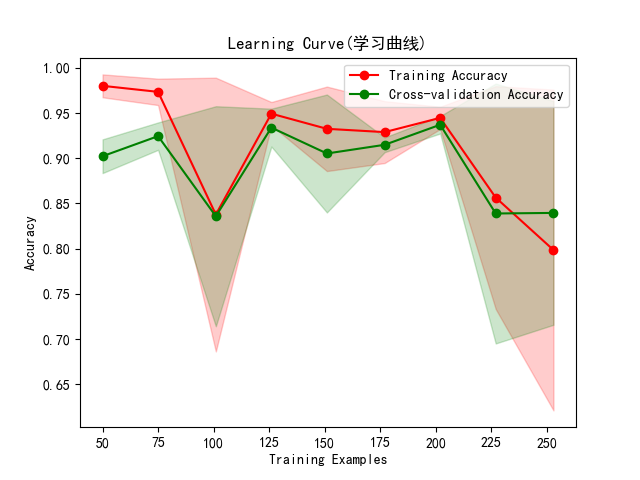 Learning Curve(学习曲线)
Training Accuracy
Cross-validation Accuracy
1.00
0.95
0.90
0.85
0.80
0.75
0.70
0.65
Accuracy
50 75 100 125 150 175 200 225 250
Training Examples